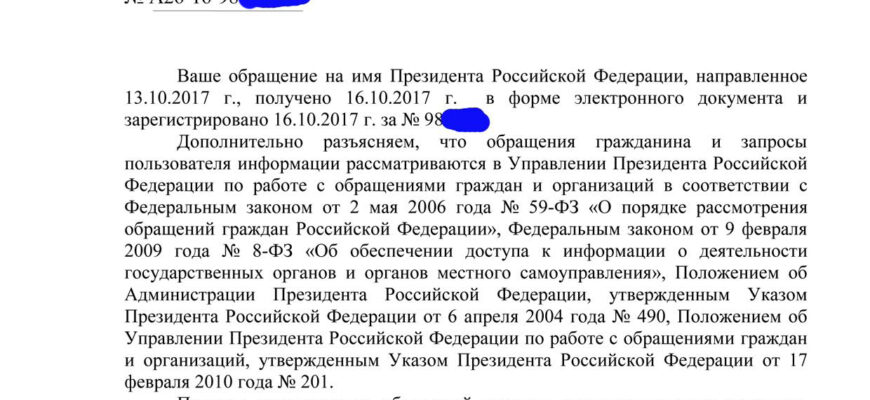 № А26-16-98
Ваше обращение на имя Президента Российской Федерации, направленное
13.10.2017 г., получено 16.10.2017 г. в форме электронного документа и
зарегистрировано 16.10.2017 г. за № 98
Дополнительно разъясняем, что обращения гражданина и запросы
пользователя информации рассматриваются в Управлении Президента Российской
Федерации по работе с обращениями граждан и организаций в соответствии с
Федеральным законом от 2 мая 2006 года № 59-ФЗ «О порядке рассмотрения
обращений граждан Российской Федерации», Федеральным законом от 9 февраля
2009 года № 8-ФЗ «Об обеспечении доступа к информации о деятельности
государственных органов и органов местного самоуправления», Положением об
Администрации Президента Российской Федерации, утвержденным Указом
Президента Российской Федерации от 6 апреля 2004 года № 490, Положением об
Управлении Президента Российской Федерации по работе с обращениями граждан
и организаций, утвержденным Указом Президента Российской Федерации от 17
февраля 2010 года № 201.